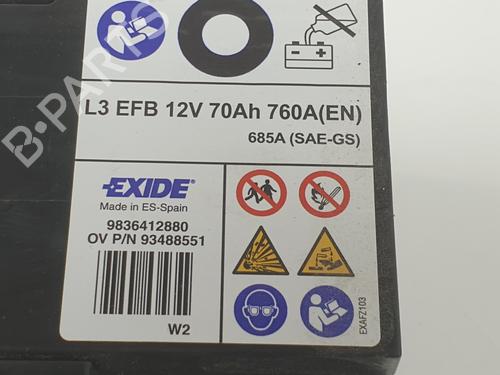 L3 EFB 12V 70Ah 760A(EN)
685A (SAE-GS)
EXIDE
Made in ES-Spain
9836412880
OV P/N 93488551
W2
EXAFZ103
B-PARTS